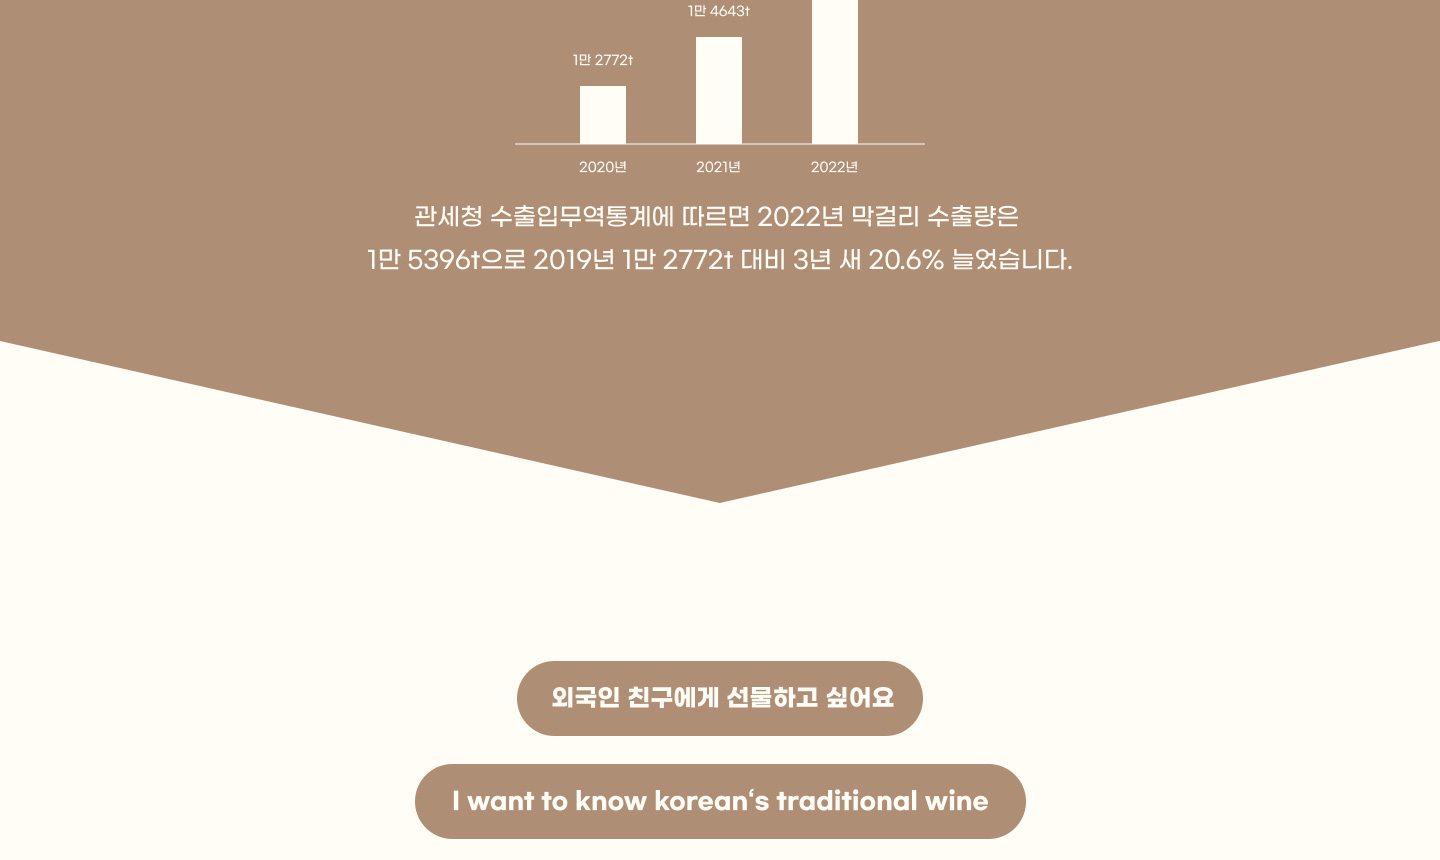 1만 4643t
1만 2772t
2020년 2021년 2022년
관세청 수출입무역통계에 따르면 2022년 막걸리 수출량은
1만 5396t으로 2019년 1만 2772t 대비 3년 새 20.6% 늘었습니다.
외국인 친구에게 선물하고 싶어요
I want to know korean‘s traditional wine